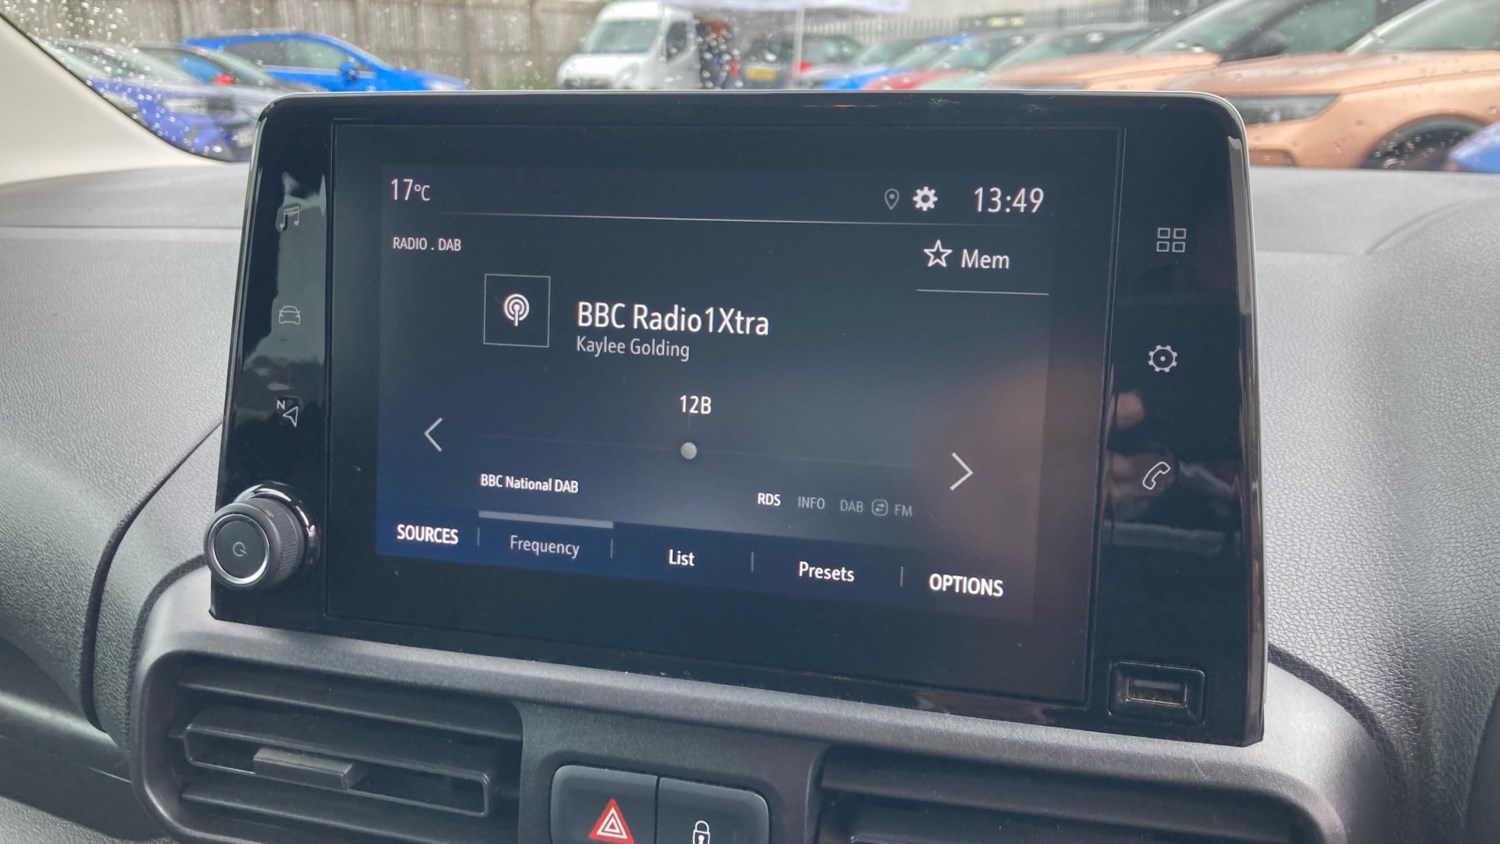 17°C
13:49
RADIO . DAB
Mem
BBC Radio1Xtra
Kaylee Golding
12B
N
BBC National DAB
RDS INFO DAB FM
SOURCES Frequency List Presets OPTIONS